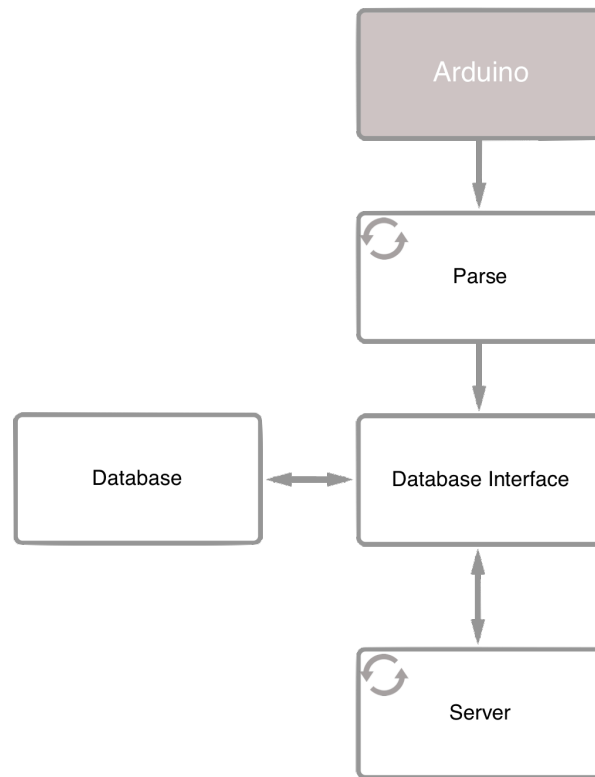 Arduino
Parse
Database
Database Interface
Server